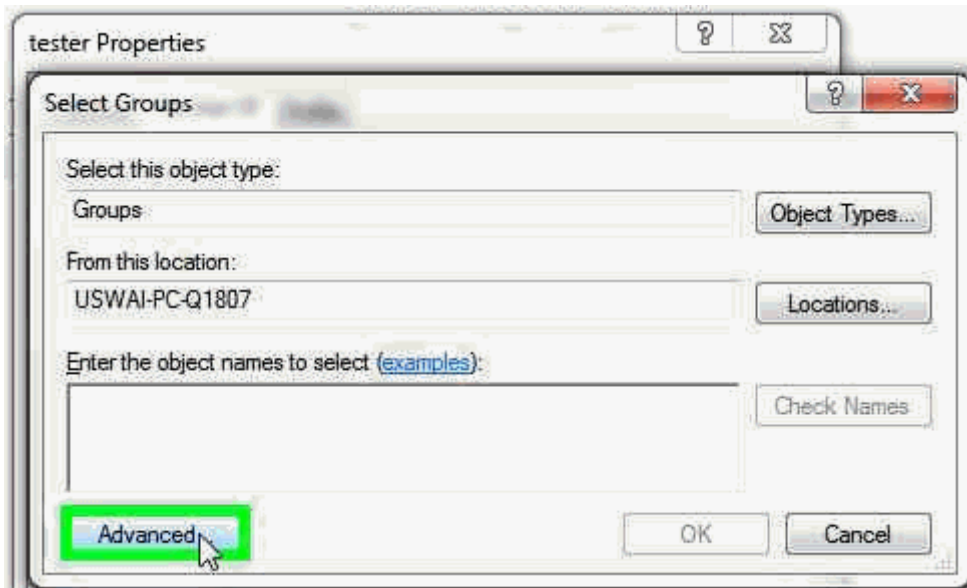 tester Properties
Select Groups
Select this object type:
Groups
Object Types...
From this location:
USWAI-PC-Q1807
Locations...
Enter the object names to select (examples):
Check Names
Advanced...
OK
Cancel